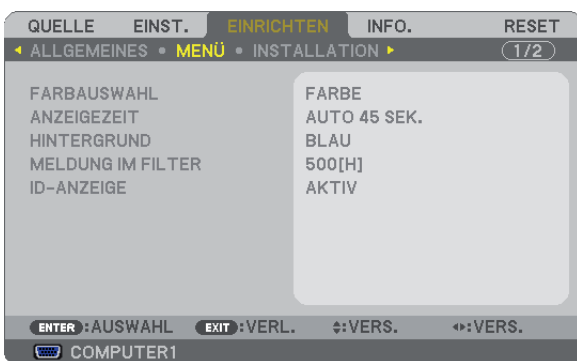 QUELLE EINST. EINRICHTEN INFO. RESET
ALLGEMEINES • MENÜ • INSTALLATION 1/2
FARBAUSWAHL FARBE
ANZEIGEZEIT AUTO 45 SEK.
HINTERGRUND BLAU
MELDUNG IM FILTER 500[H]
ID-ANZEIGE AKTIV
ENTER :AUSWAHL EXIT :VERL. :VERS. :VERS.
COMPUTER1